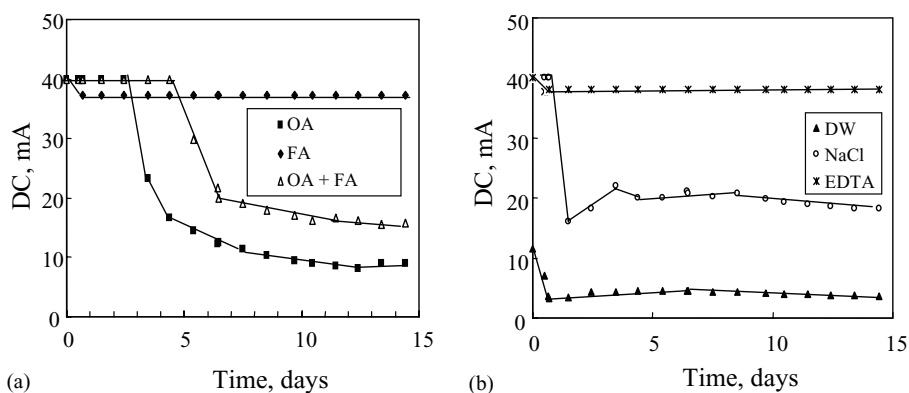 50
40
30
20
10
0
DC, mA
OA
FA
OA + FA
0 5 10 15
Time, days
(a)
50
40
30
20
10
0
DC, mA
DW
NaCl
EDTA
0 5 10 15
Time, days
(b)